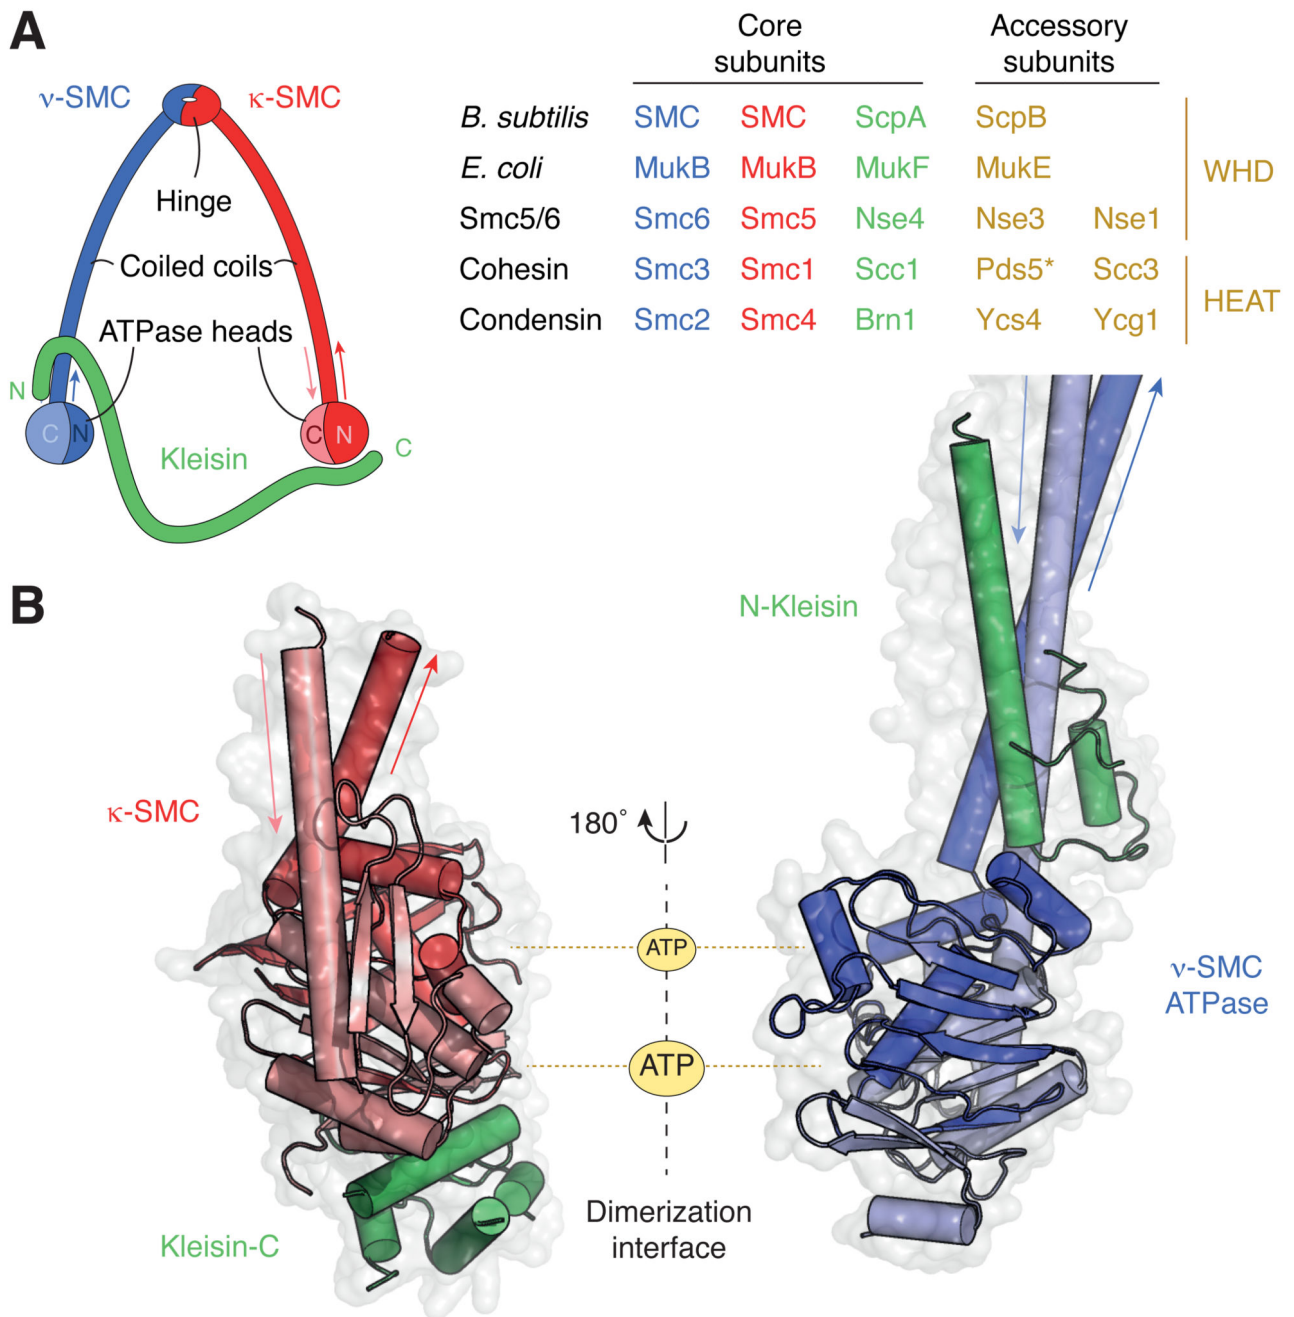 A
Core
subunits
Accessory
subunits
ν-SMC
κ-SMC
B. subtilis SMC SMC ScpA ScpB
E. coli MukB MukB MukF MukE
WHD
Smc5/6 Smc6 Smc5 Nse4 Nse3 Nse1
Cohesin Smc3 Smc1 Scc1 Pds5* Scc3
HEAT
Condensin Smc2 Smc4 Brn1 Ycs4 Ycg1
Hinge
Coiled coils
ATPase heads
N
C N
C N
C
Kleisin
B
N-Kleisin
κ-SMC
180°
ATP
ν-SMC
ATPase
ATP
Dimerization
interface
Kleisin-C